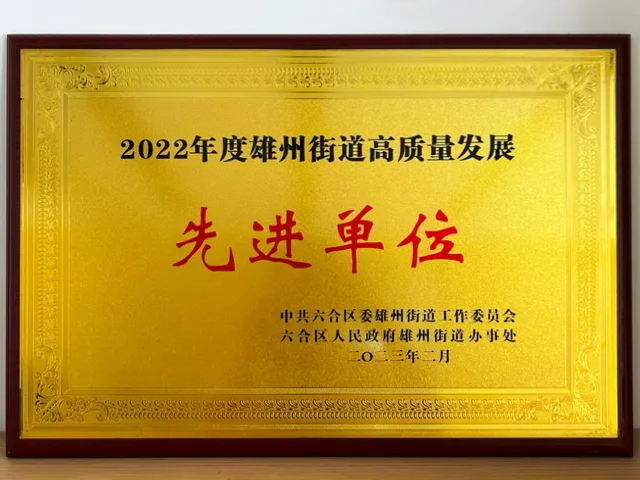 2022年度雄州街道高质量发展
先进单位
中共六合区委雄州街道工作委员会
六合区人民政府雄州街道办事处
二〇二三年二月